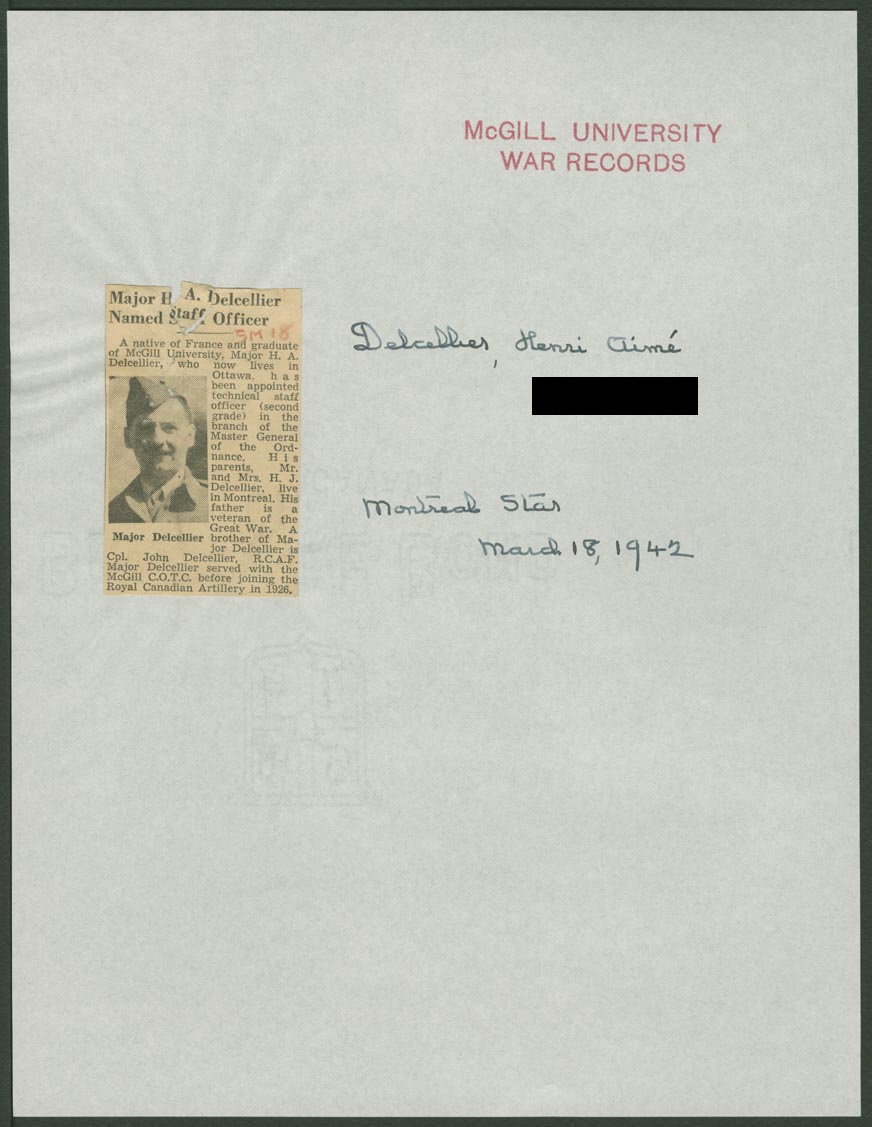 McGILL UNIVERSITY
WAR RECORDS
Major H. A. Delcellier
Named Staff Officer
SM 18
A native of France and graduate
of McGill University, Major H. A.
Delcellier, who now lives in
Ottawa, has
been appointed
technical staff
officer (second
grade) in the
branch of the
Master General
of the Ord-
nance. His
parents, Mr.
and Mrs. H. J.
Delcellier, live
in Montreal. His
father is a
veteran of the
Great War. A
Major Delcellier
brother of Ma-
jor Delcellier is
Cpl. John Delcellier, R.C.A.F.
Major Delcellier served with the
McGill C.O.T.C. before joining the
Royal Canadian Artillery in 1926.
Delcellier, Henri Aimé
Montreal Star
March 18, 1942